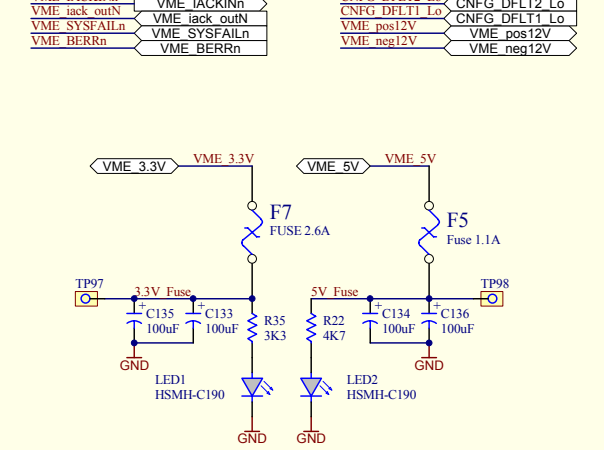 VME_IACKINn
CNFG_DFLT2_Lo
VME_iack_outN VME_iack_outN
CNFG_DFLT1_Lo CNFG_DFLT1_Lo
VME_SYSFAILn VME_SYSFAILn
VME_pos12V VME_pos12V
VME_BERRn VME_BERRn
VME_neg12V VME_neg12V
VME_3.3V VME_3.3V
VME_5V VME_5V
F7
FUSE 2.6A
F5
Fuse 1.1A
TP97
3.3V_Fuse
5V_Fuse
TP98
C135
100uF
C133
100uF
R35
3K3
R22
4K7
C134
100uF
C136
100uF
GND
GND
LED1
HSMH-C190
LED2
HSMH-C190
GND
GND